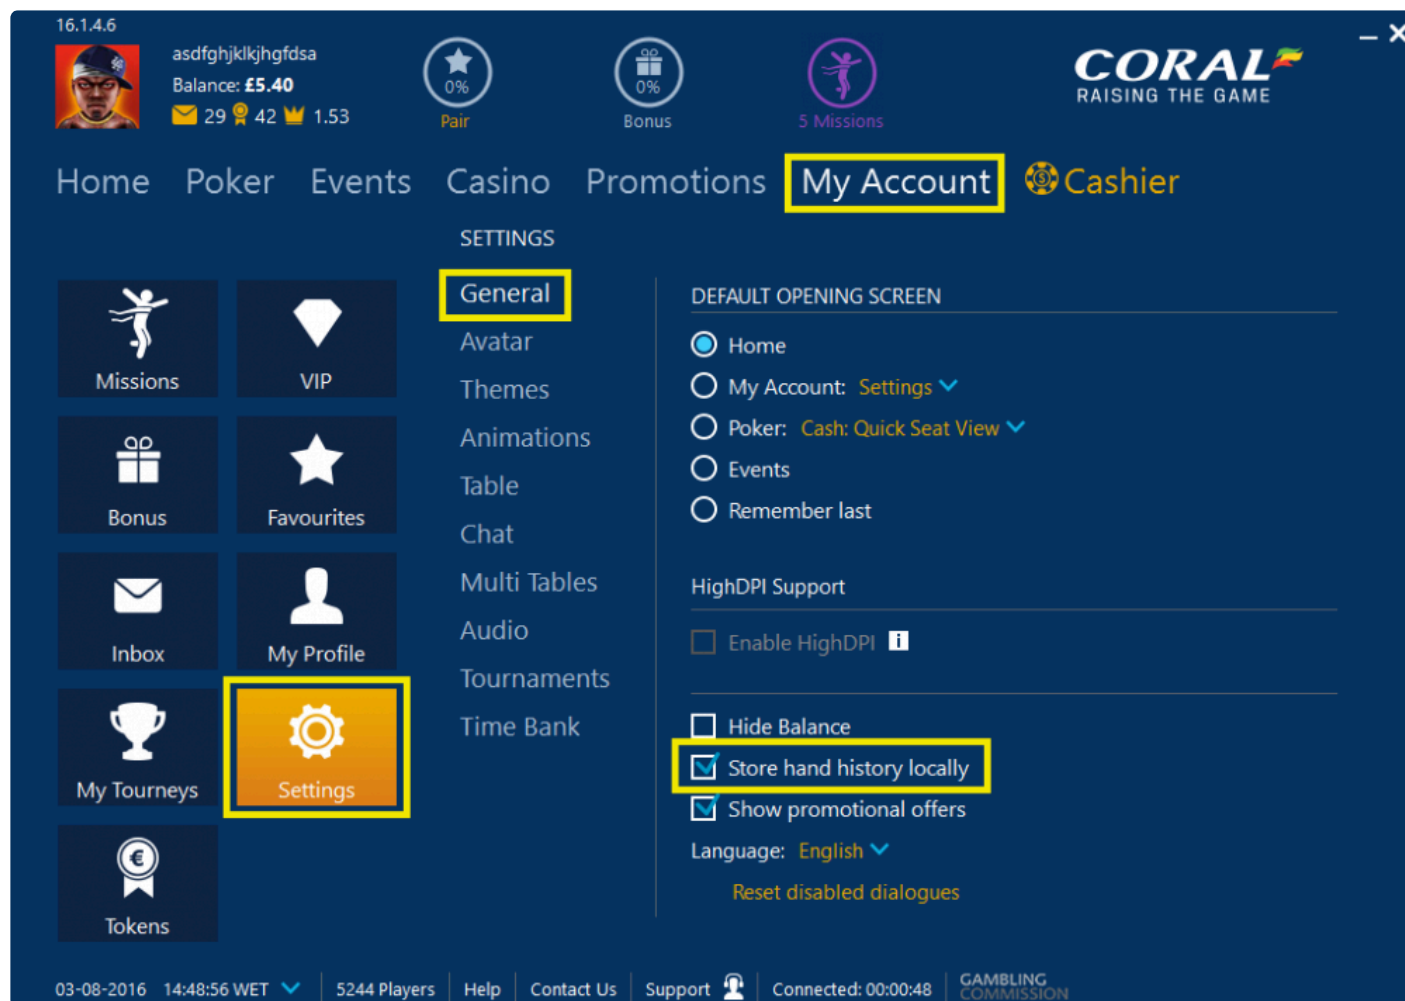 16.1.4.6
asdfghjklkjhgfdsa
Balance: £5.40
29 42 1.53
0%
Pair
0%
Bonus
5 Missions
CORAL
RAISING THE GAME
Home Poker Events Casino Promotions My Account Cashier
SETTINGS
Missions
VIP
Bonus
Favourites
Inbox
My Profile
My Tourneys
Settings
Tokens
General
Avatar
Themes
Animations
Table
Chat
Multi Tables
Audio
Tournaments
Time Bank
DEFAULT OPENING SCREEN
Home
My Account: Settings
Poker: Cash: Quick Seat View
Events
Remember last
HighDPI Support
Enable HighDPI i
Hide Balance
Store hand history locally
Show promotional offers
Language: English
Reset disabled dialogues
03-08-2016 14:48:56 WET 5244 Players Help Contact Us Support Connected: 00:00:48 GAMBLING COMMISSION